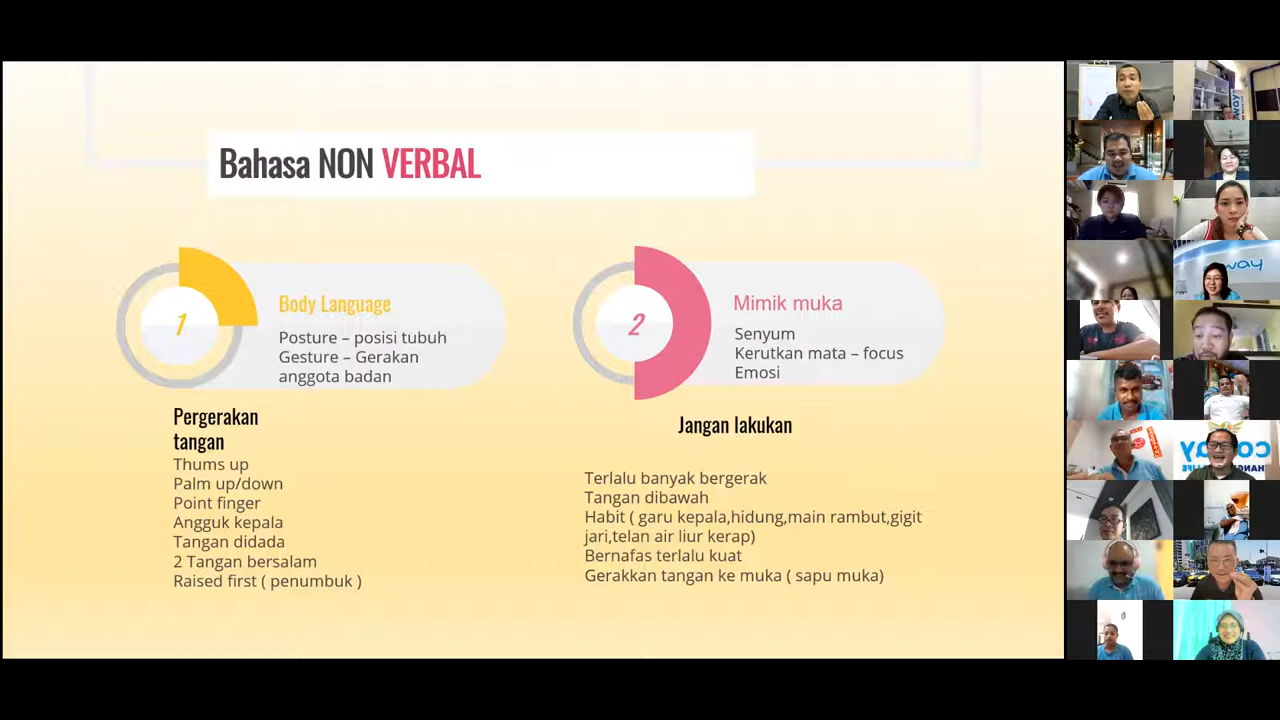 Bahasa NON VERBAL
1
Body Language
Posture – posisi tubuh
Gesture – Gerakan
anggota badan
Pergerakan
tangan
Thums up
Palm up/down
Point finger
Angguk kepala
Tangan didada
2 Tangan bersalam
Raised first ( penumbuk )
2
Mimik muka
Senyum
Kerutkan mata – focus
Emosi
Jangan lakukan
Terlalu banyak bergerak
Tangan dibawah
Habit ( garu kepala,hidung,main rambut,gigit
jari,telan air liur kerap)
Bernafas terlalu kuat
Gerakkan tangan ke muka ( sapu muka)
way